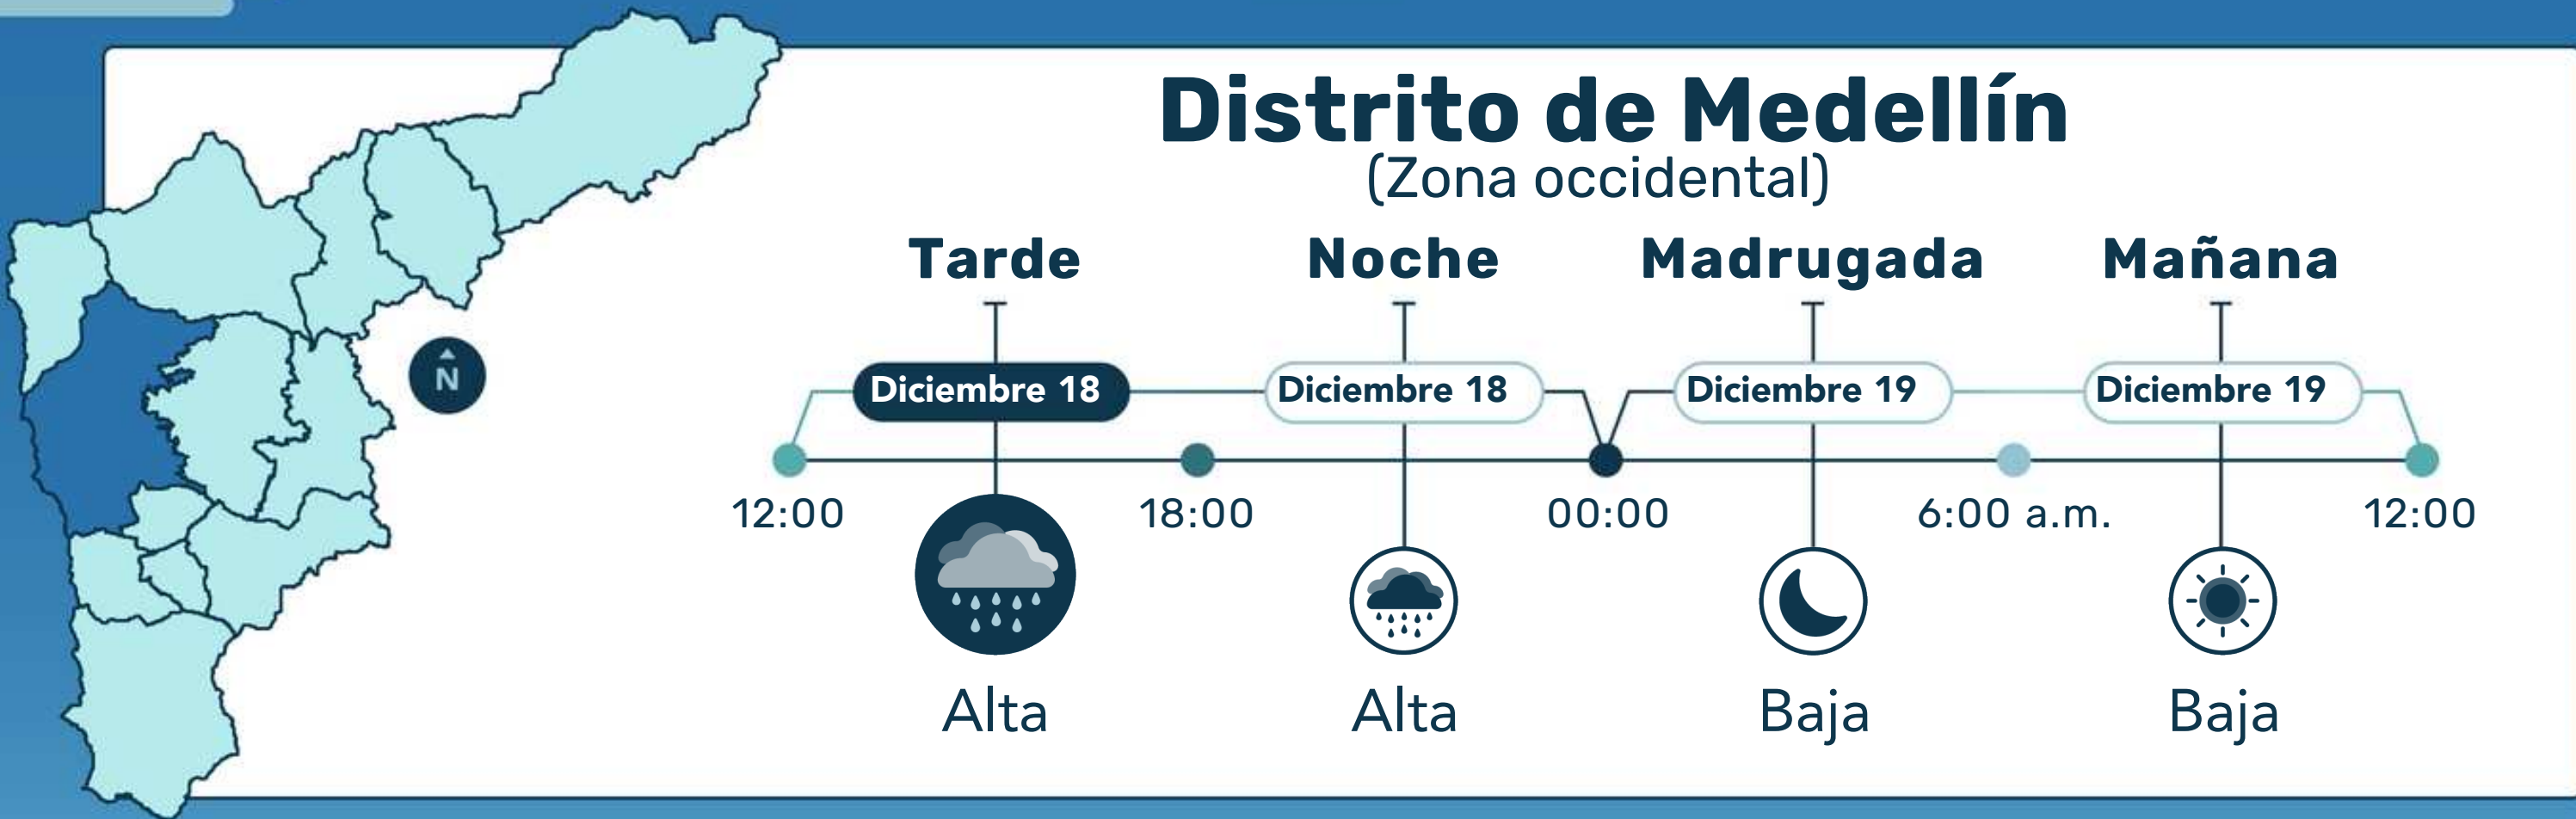 Distrito de Medellín
(Zona occidental)
Tarde Noche Madrugada Mañana
Diciembre 18 Diciembre 18 Diciembre 19 Diciembre 19
N
12:00 18:00 00:00 6:00 a.m. 12:00
Alta Alta Baja Baja